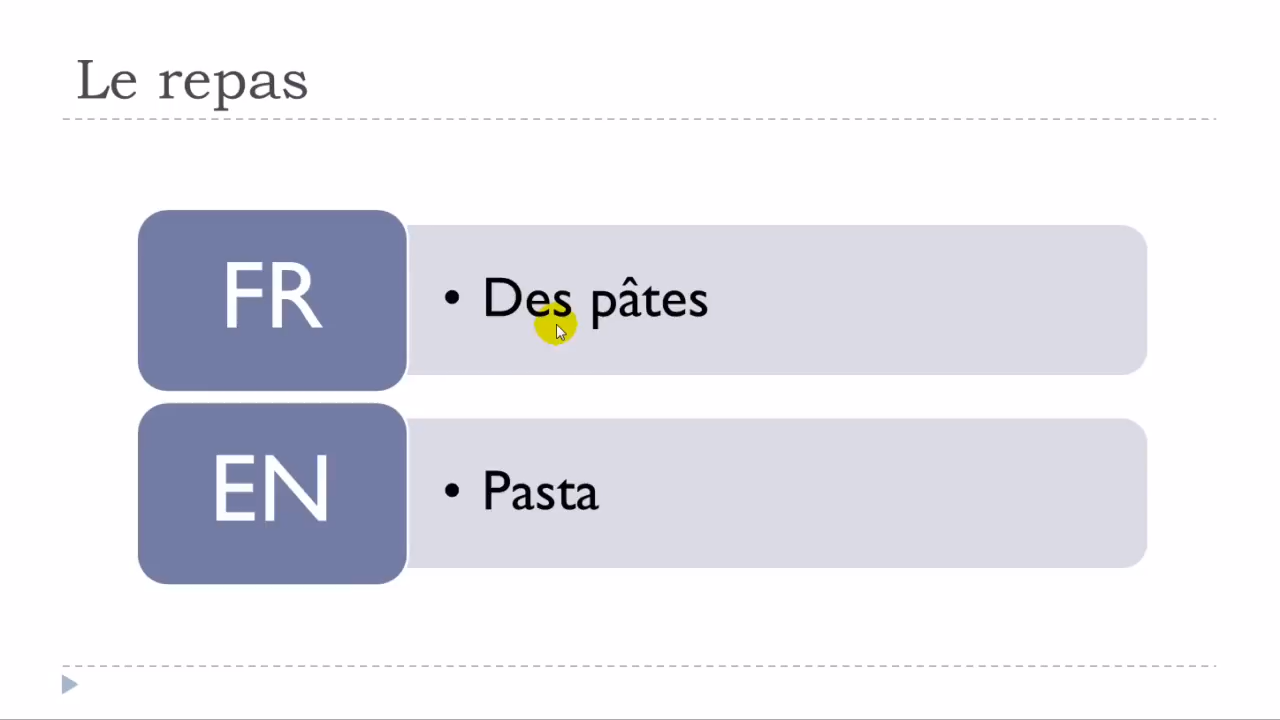 Le repas
FR
• Des pâtes
EN
• Pasta